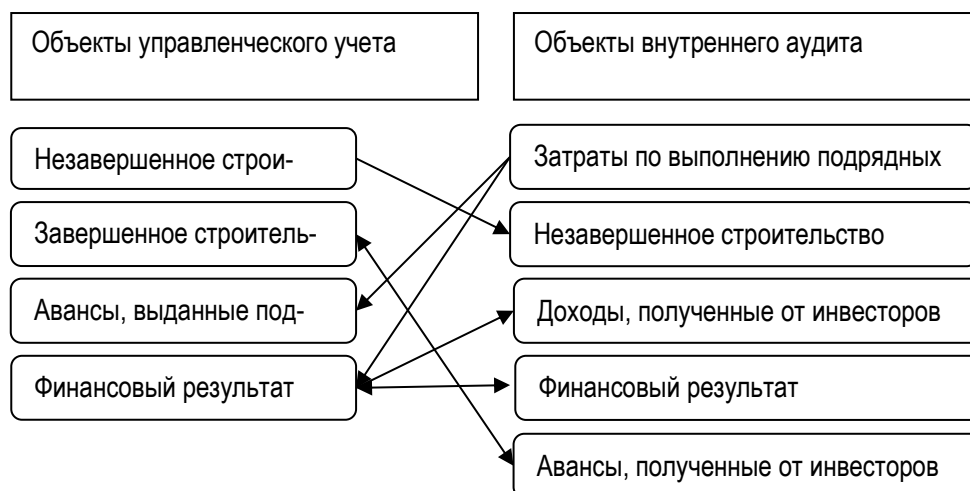 Объекты управленческого учета
Объекты внутреннего аудита
Незавершенное строи-
Завершенное строитель-
Авансы, выданные под-
Финансовый результат
Затраты по выполнению подрядных
Незавершенное строительство
Доходы, полученные от инвесторов
Финансовый результат
Авансы, полученные от инвесторов